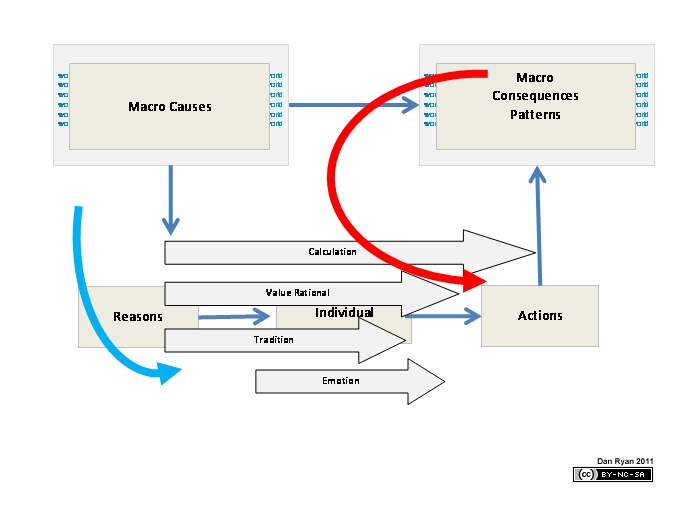 Macro Causes
Macro
Consequences
Patterns
Calculation
Value Rational
Reasons
Individual
Actions
Tradition
Emotion
Dan Ryan 2011
cc BY-NC-SA